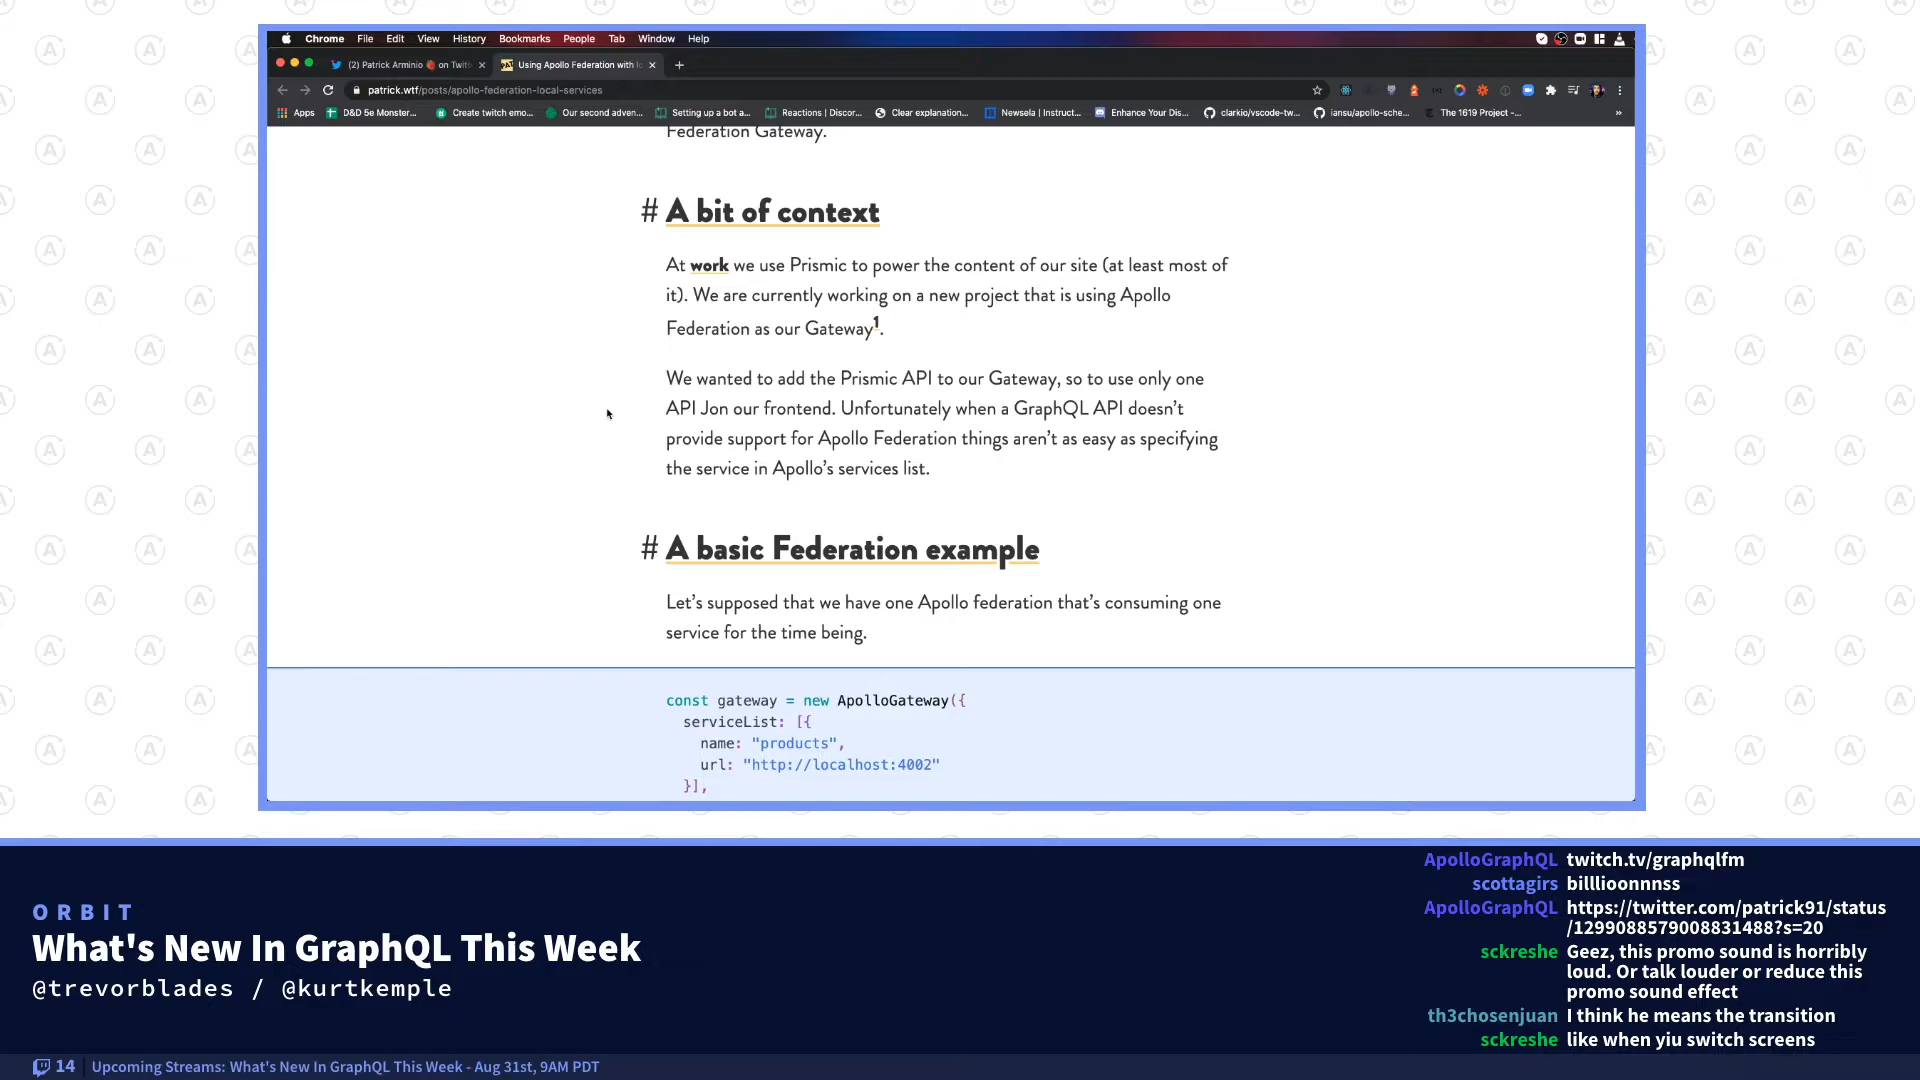 Chrome File Edit View History Bookmarks People Tab Window Help
(2) Patrick Arminio on Twitt
Using Apollo Federation with lo
patrick.wtf/posts/apollo-federation-local-services
Apps D&D 5e Monster... Create twitch emo... Our second adven... Setting up a bot a... Reactions | Discor... Clear explanation... Newsela | Instruct... Enhance Your Dis... clarkio/vscode-tw... iansu/apollo-sche... The 1619 Project -... »
Federation Gateway.
# A bit of context
At work we use Prismic to power the content of our site (at least most of
it). We are currently working on a new project that is using Apollo
Federation as our Gateway1.
We wanted to add the Prismic API to our Gateway, so to use only one
API Jon our frontend. Unfortunately when a GraphQL API doesn't
provide support for Apollo Federation things aren't as easy as specifying
the service in Apollo's services list.
# A basic Federation example
Let's supposed that we have one Apollo federation that's consuming one
service for the time being.
const gateway = new ApolloGateway({
serviceList: [{
name: "products",
url: "http://localhost:4002"
}],
ORBIT
What's New In GraphQL This Week
@trevorblades / @kurtkemple
ApolloGraphQL twitch.tv/graphqlfm
scottagirs billlioonnnss
ApolloGraphQL https://twitter.com/patrick91/status
/1299088579008831488?s=20
sckreshe Geez, this promo sound is horribly
loud. Or talk louder or reduce this
promo sound effect
th3chosenjuan I think he means the transition
sckreshe like when yiu switch screens
14 Upcoming Streams: What's New In GraphQL This Week - Aug 31st, 9AM PDT